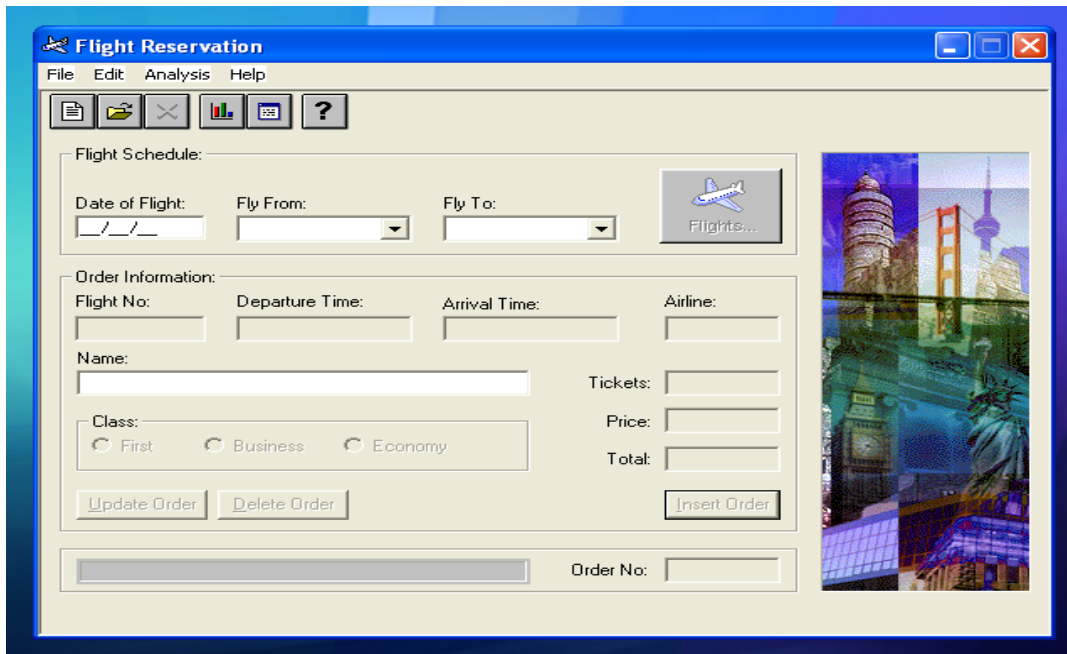 Flight Reservation
File Edit Analysis Help
?
Flight Schedule:
Date of Flight: Fly From: Fly To:
__/__/__
Flights...
Order Information:
Flight No: Departure Time: Arrival Time: Airline:
Name:
Tickets:
Class:
Price:
First Business Economy
Total:
Update Order Delete Order Insert Order
Order No: